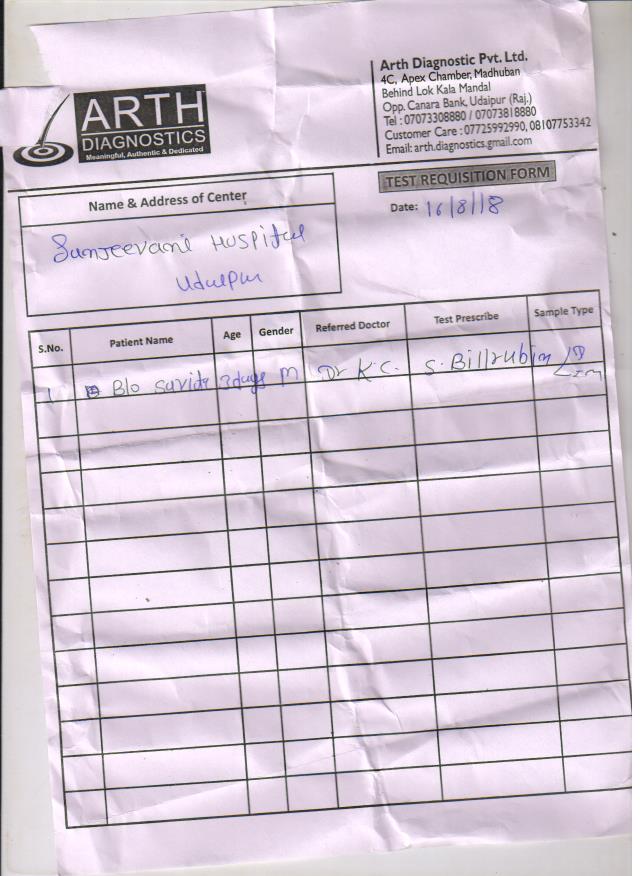 ARTH
DIAGNOSTICS
Meaningful, Authentic & Dedicated
Arth Diagnostic Pvt. Ltd.
4C, Apex Chamber, Madhuban
Behind Lok Kala Mandal
Opp. Canara Bank, Udaipur (Raj.)
Tel : 07073308880 / 07073818880
Customer Care : 07725992990, 08107753342
Email: arth.diagnostics.gmail.com
TEST REQUISITION FORM
Date: 16/8/18
Name & Address of Center
Sanjeevani Hospital
Udaipur
S.No. Patient Name Age Gender Referred Doctor Test Prescribe Sample Type
1 B/o Savita 3days M Dr K.C. S. Billrubin